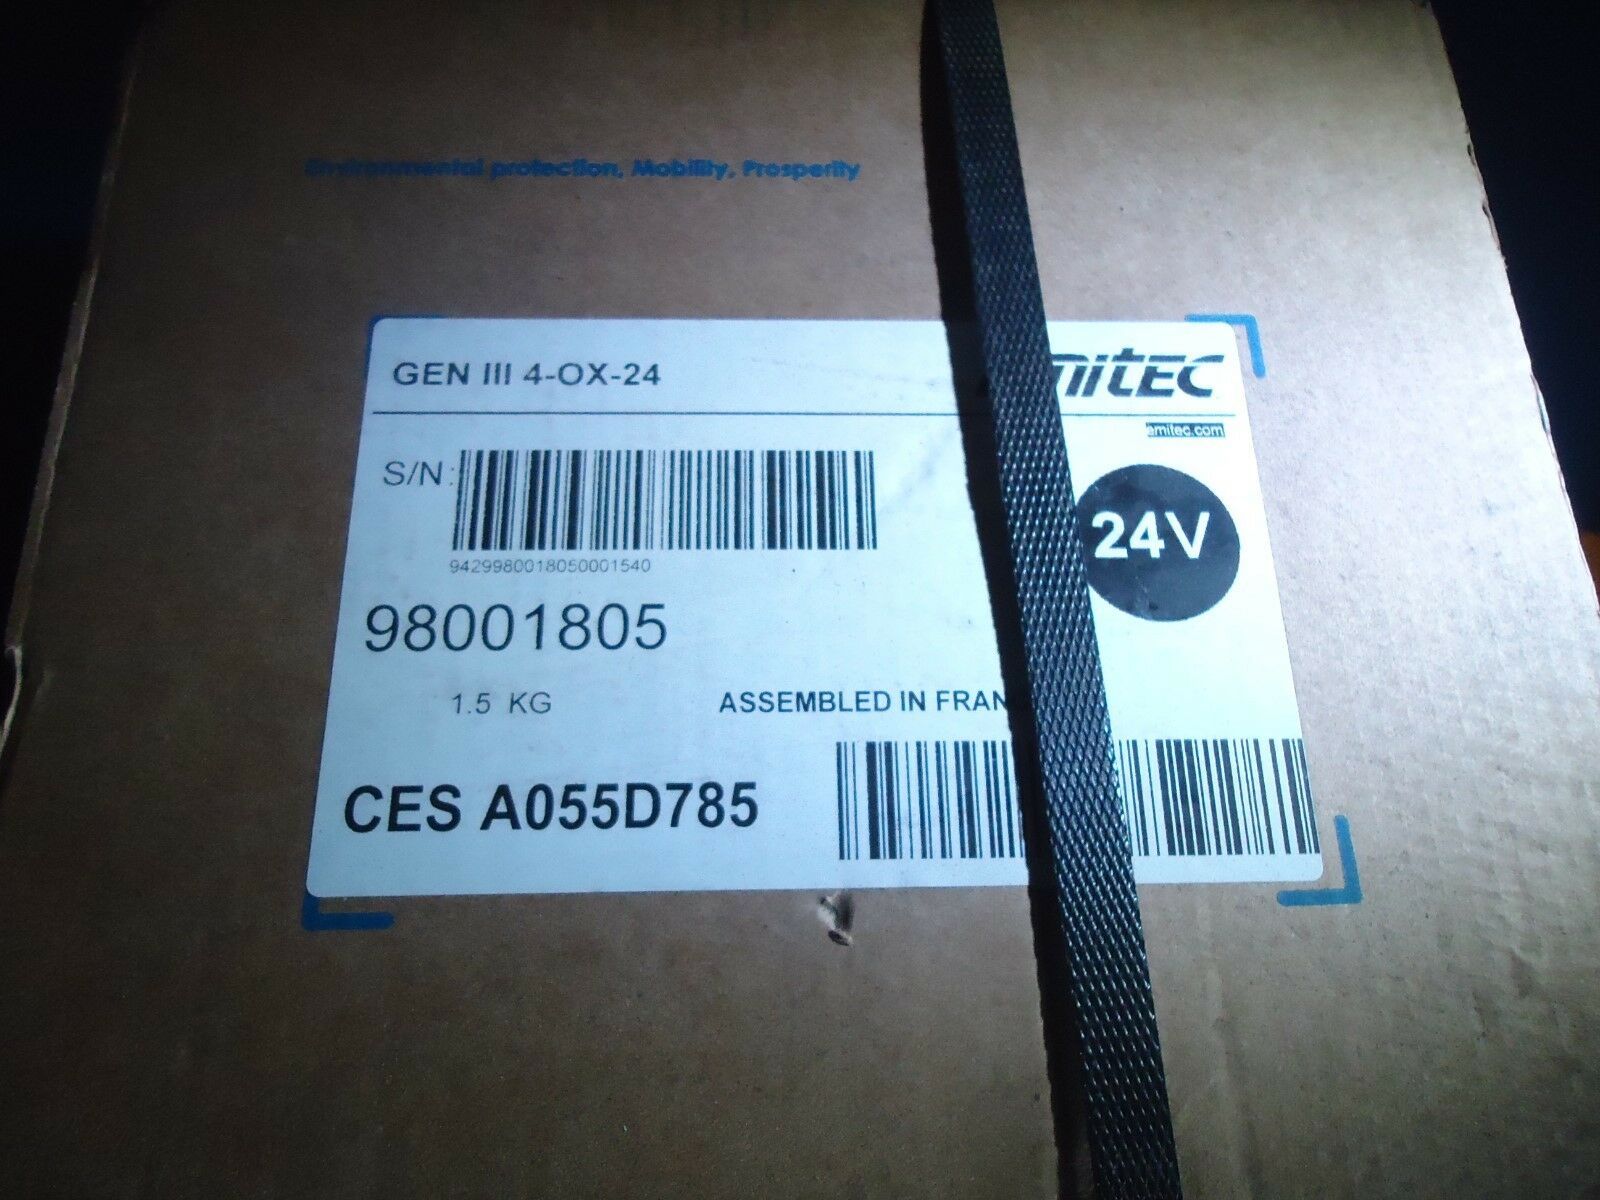 Environmental protection, Mobility, Prosperity
GEN III 4-OX-24
emitec.com
S/N:
9429980018050001540
24V
98001805
1.5 KG
ASSEMBLED IN FRAN
CES A055D785